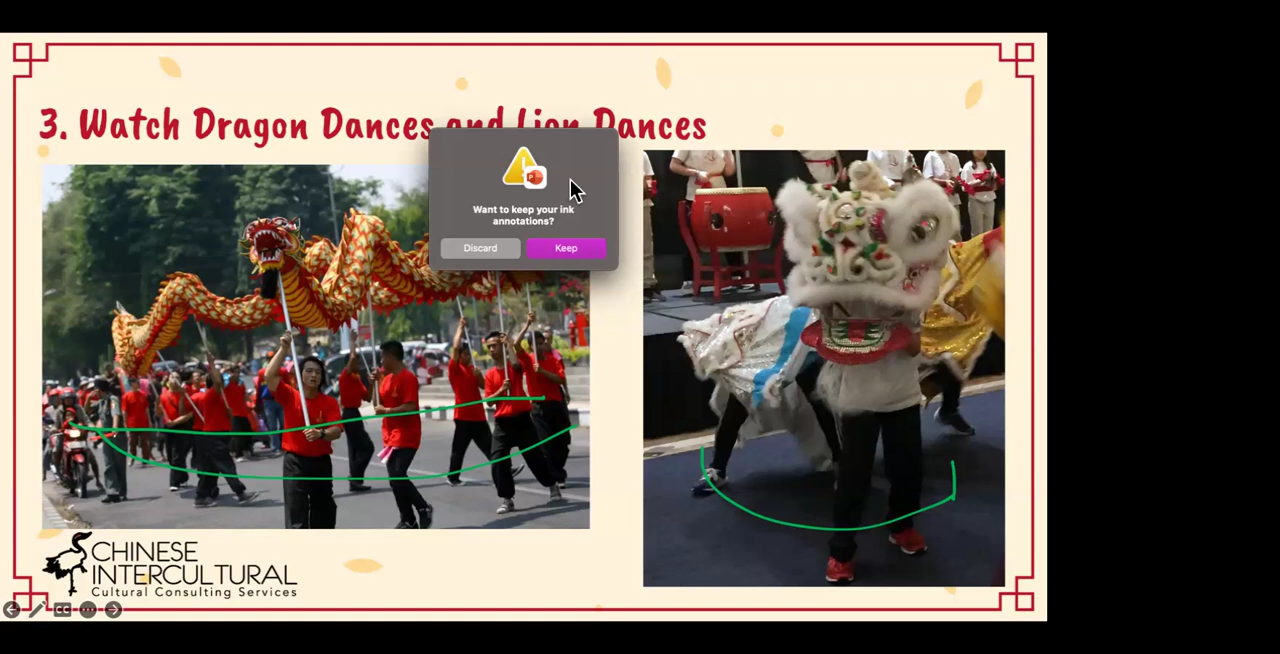 3. Watch Dragon Dances and Lion Dances
Want to keep your ink
annotations?
Discard Keep
CHINESE
INTERCULTURAL
Cultural Consulting Services
CC